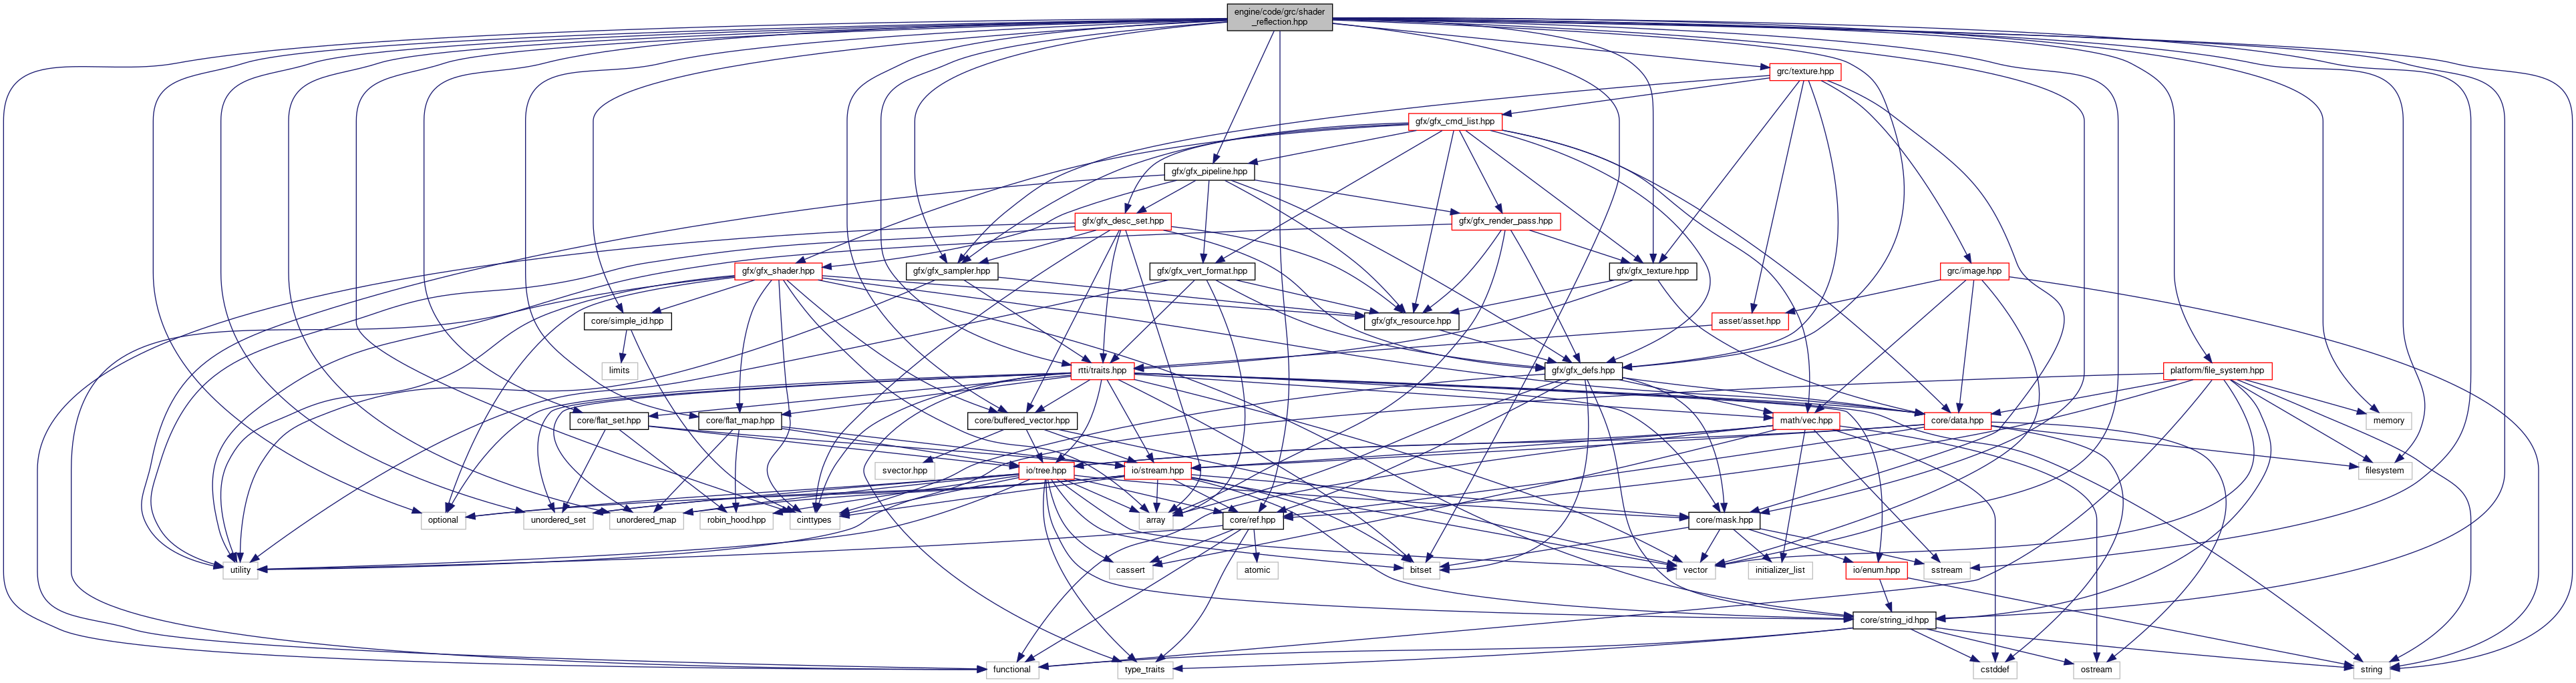 engine/code/grc/shader
_reflection.hpp
grc/texture.hpp
gfx/gfx_cmd_list.hpp
gfx/gfx_pipeline.hpp
gfx/gfx_desc_set.hpp
gfx/gfx_render_pass.hpp
gfx/gfx_shader.hpp
gfx/gfx_sampler.hpp
gfx/gfx_vert_format.hpp
gfx/gfx_texture.hpp
grc/image.hpp
core/simple_id.hpp
gfx/gfx_resource.hpp
asset/asset.hpp
limits
rtti/traits.hpp
gfx/gfx_defs.hpp
platform/file_system.hpp
core/flat_set.hpp
core/flat_map.hpp
core/buffered_vector.hpp
math/vec.hpp
core/data.hpp
memory
svector.hpp
io/tree.hpp
io/stream.hpp
filesystem
optional
unordered_set
unordered_map
robin_hood.hpp
cinttypes
array
core/ref.hpp
core/mask.hpp
utility
cassert
atomic
bitset
vector
initializer_list
io/enum.hpp
sstream
core/string_id.hpp
functional
type_traits
cstddef
ostream
string